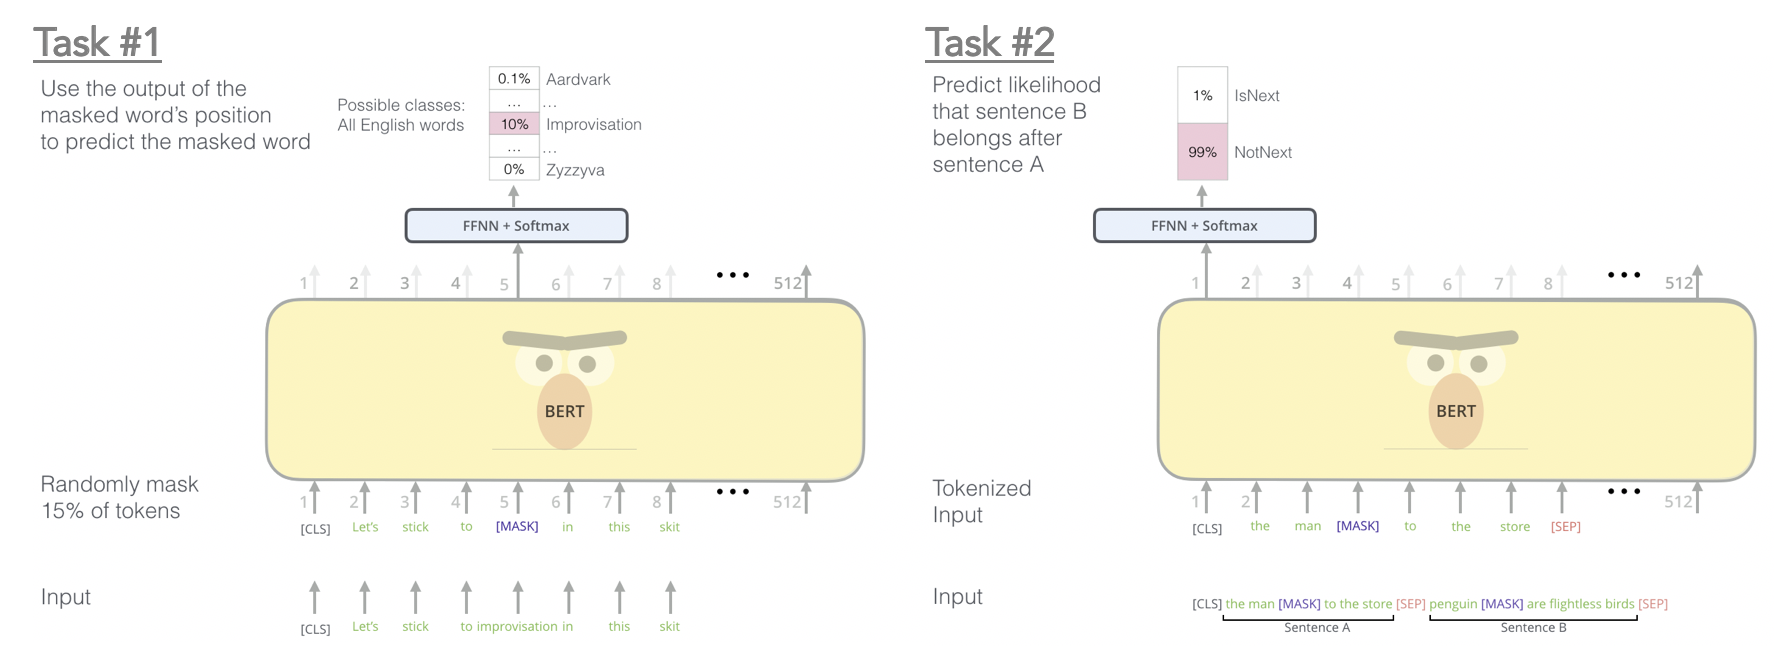 Task #1
Use the output of the
masked word's position
to predict the masked word
Possible classes:
All English words
0.1% Aardvark
... ...
10% Improvisation
... ...
0% Zyzzyva
FFNN + Softmax
1 2 3 4 5 6 7 8 ••• 512
BERT
Randomly mask
15% of tokens
1 2 3 4 5 6 7 8 ••• 512
[CLS] Let's stick to [MASK] in this skit
Input
[CLS] Let's stick to improvisation in this skit
Task #2
Predict likelihood
that sentence B
belongs after
sentence A
1% IsNext
99% NotNext
FFNN + Softmax
1 2 3 4 5 6 7 8 ••• 512
BERT
Tokenized
Input
1 2 ••• 512
[CLS] the man [MASK] to the store [SEP]
Input
[CLS] the man [MASK] to the store [SEP] penguin [MASK] are flightless birds [SEP]
Sentence A Sentence B